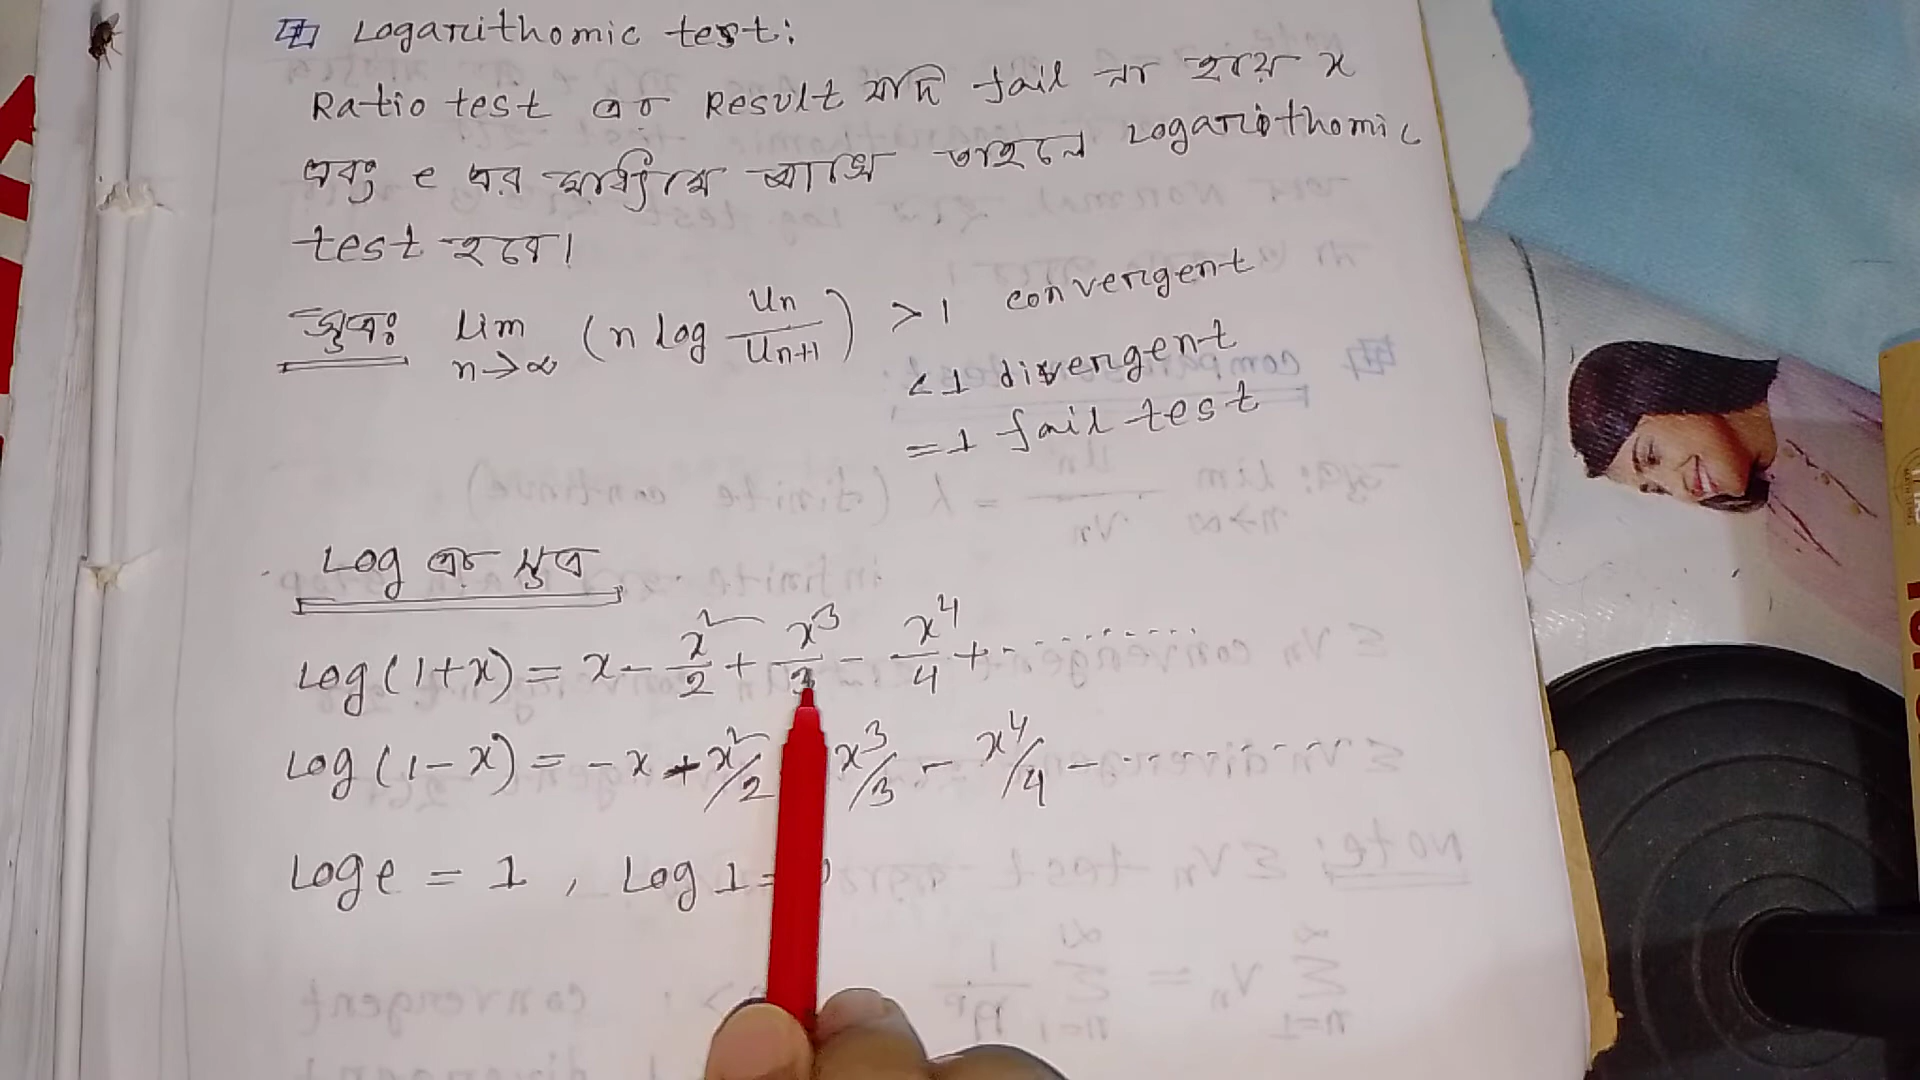 Logarithomic test:
Ratio test এর Result যদি fail না হয়ে x
এবং e এর মাধ্যমে থাকে তাহলে Logarithomic
test হবে।
সূত্রঃ lim n→∞ (n log Un/Un+1) >1 convergent
<1 divergent
=1 fail test
Log এর সূত্র
Log(1+x) = x - x²/2 + x³/3 - x⁴/4 + - ........
Log(1-x) = -x + x²/2 x³/3 - x⁴/4 - - ...
Log e = 1 , Log 1 =